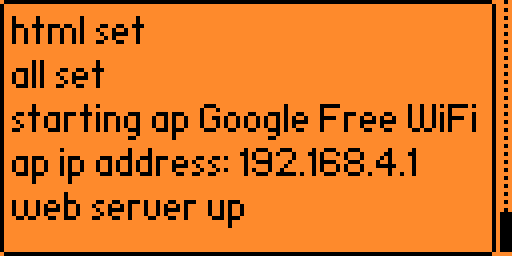 html set
all set
starting ap Google Free WiFi
ap ip address: 192.168.4.1
web server up